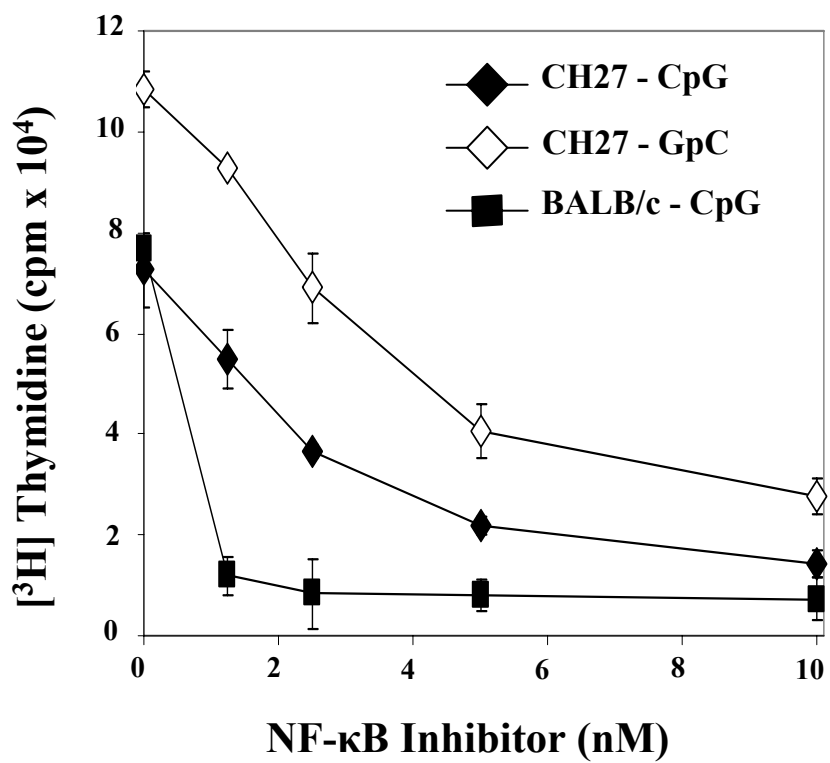 12
10
8
6
4
2
0
[³H] Thymidine (cpm x 10⁴)
CH27 - CpG
CH27 - GpC
BALB/c - CpG
0 2 4 6 8 10
NF-κB Inhibitor (nM)